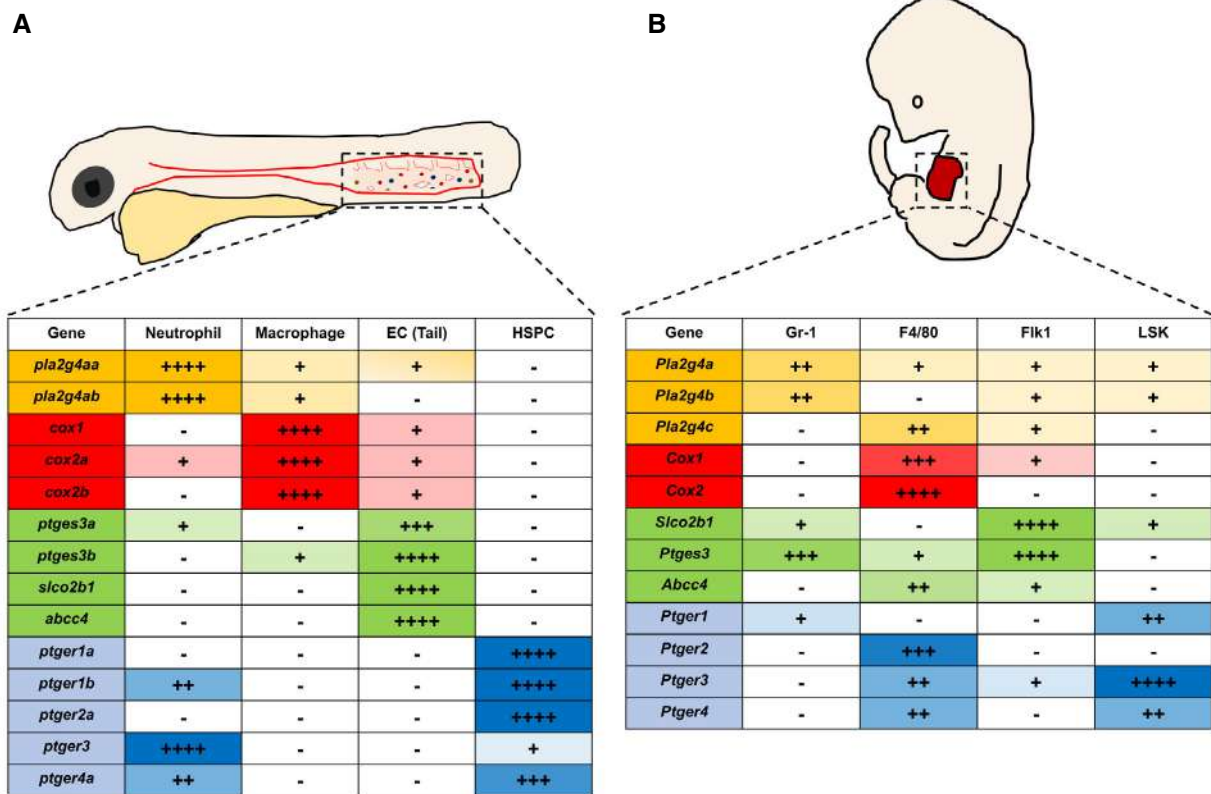 A
B
Gene Neutrophil Macrophage EC (Tail) HSPC
pla2g4aa ++++ + + -
pla2g4ab ++++ + - -
cox1 - ++++ + -
cox2a + ++++ + -
cox2b - ++++ + -
ptges3a + - +++ -
ptges3b - + ++++ -
slco2b1 - - ++++ -
abcc4 - - ++++ -
ptger1a - - - ++++
ptger1b ++ - - ++++
ptger2a - - - ++++
ptger3 ++++ - - +
ptger4a ++ - - +++
Gene Gr-1 F4/80 Flk1 LSK
Pla2g4a ++ + + +
Pla2g4b ++ - + +
Pla2g4c - ++ + -
Cox1 - +++ + -
Cox2 - ++++ - -
Slco2b1 + - ++++ +
Ptges3 +++ + ++++ -
Abcc4 - ++ + -
Ptger1 + - - ++
Ptger2 - +++ - -
Ptger3 - ++ + ++++
Ptger4 - ++ - ++